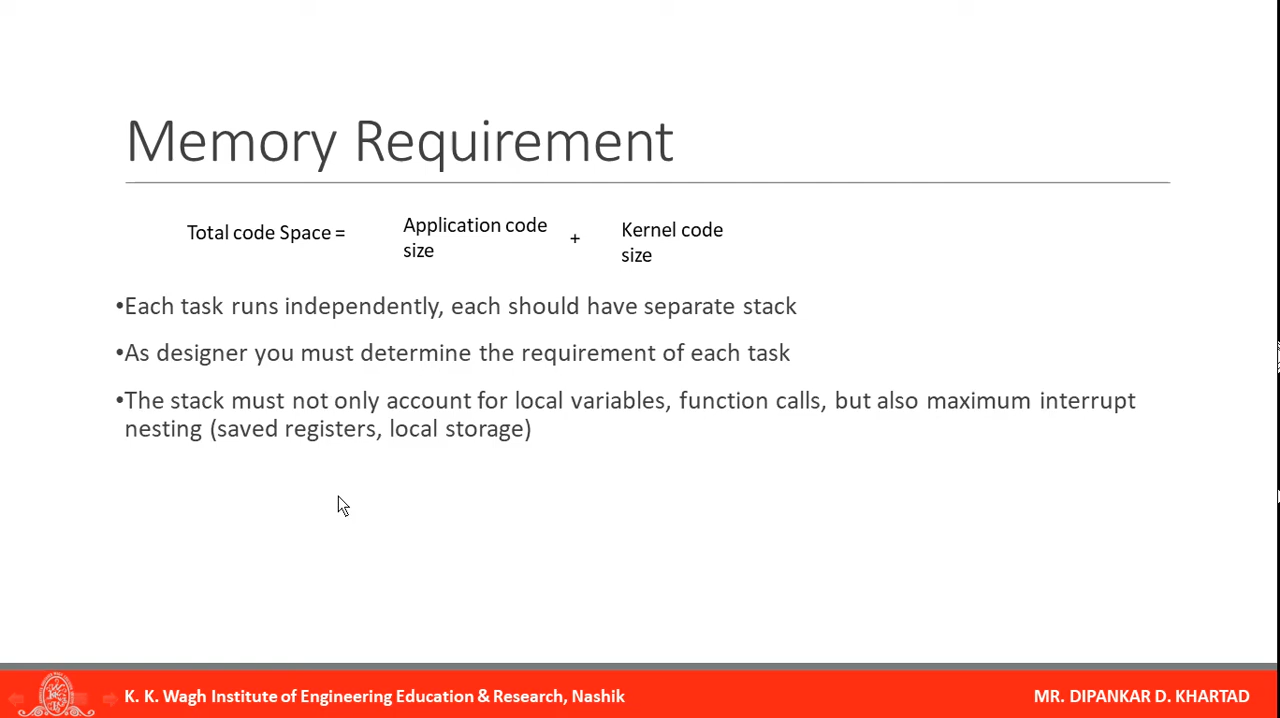 Memory Requirement
Total code Space = Application code size + Kernel code size
•Each task runs independently, each should have separate stack
•As designer you must determine the requirement of each task
•The stack must not only account for local variables, function calls, but also maximum interrupt
nesting (saved registers, local storage)
K. K. Wagh Institute of Engineering Education & Research, Nashik
MR. DIPANKAR D. KHARTAD